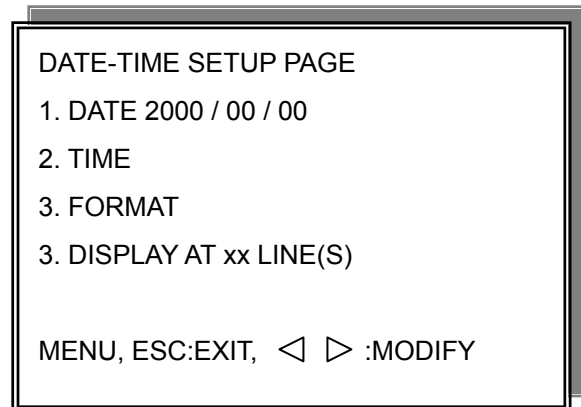 DATE-TIME SETUP PAGE
1. DATE 2000 / 00 / 00
2. TIME
3. FORMAT
3. DISPLAY AT xx LINE(S)
MENU, ESC:EXIT, ◁ ▷ :MODIFY